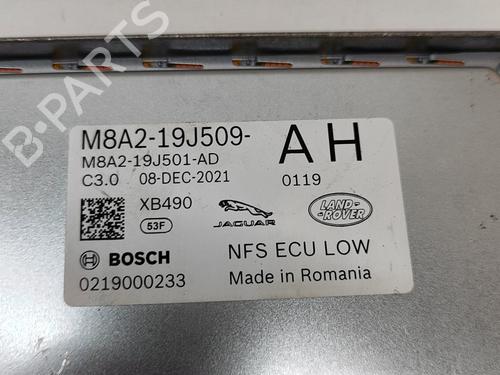 M8A2-19J509- AH
M8A2-19J501-AD
C3.0 08-DEC-2021 0119
XB490
53F
JAGUAR
LAND-
ROVER
BOSCH NFS ECU LOW
0219000233 Made in Romania
B-PARTS